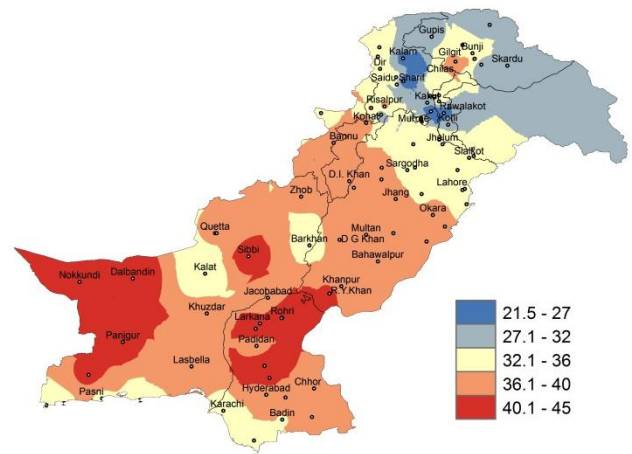 Gupis
Kalam
Gilgit
Bunji
Skardu
Dir
Chilas
Saidu Sharif
Kakul
Risalpur
Rawalakot
Murree
Kotli
Kohat
Bannu
Jhelum
Sialkot
Sargodha
D.I. Khan
Lahore
Zhob
Jhang
Okara
Quetta
Multan
Barkhan
D G Khan
Sibbi
Bahawalpur
Kalat
Dalbandin
Nokkundi
Khanpur
Jacobabad
R.Y.Khan
Khuzdar
Larkana
Rohri
Panjgur
Padidan
Lasbella
Pasni
Hyderabad
Chhor
Karachi
Badin
21.5 - 27
27.1 - 32
32.1 - 36
36.1 - 40
40.1 - 45